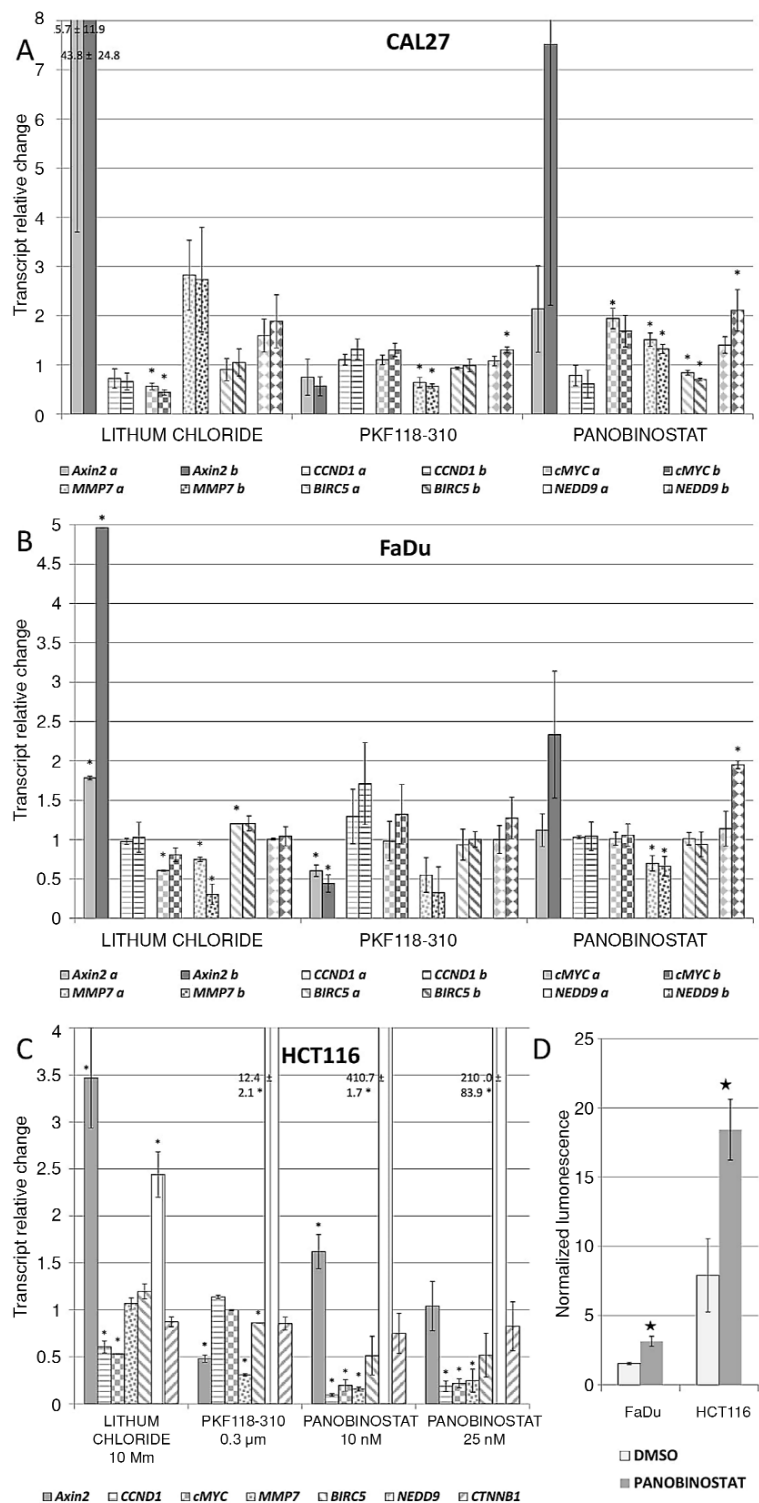 A
CAL27
5.7 ± 11.9
43.8 ± 24.8
Transcript relative change
8
7
6
5
4
3
2
1
0
* * * * * * * * * * *
LITHUM CHLORIDE PKF118-310 PANOBINOSTAT
Axin2 a Axin2 b CCND1 a CCND1 b cMYC a cMYC b
MMP7 a MMP7 b BIRC5 a BIRC5 b NEDD9 a NEDD9 b
B
FaDu
Transcript relative change
5
4.5
4
3.5
3
2.5
2
1.5
1
0.5
0
* * * * * * * * * * *
LITHUM CHLORIDE PKF118-310 PANOBINOSTAT
Axin2 a Axin2 b CCND1 a CCND1 b cMYC a cMYC b
MMP7 a MMP7 b BIRC5 a BIRC5 b NEDD9 a NEDD9 b
C
HCT116
Transcript relative change
4
3.5
3
2.5
2
1.5
1
0.5
0
12.4 ±
2.1 *
410.7 ±
1.7 *
210 .0 ±
83.9 *
* * * * * * * * * * * * * *
LITHUM PKF118-310 PANOBINOSTAT PANOBINOSTAT
CHLORIDE 0.3 µm 10 nM 25 nM
10 Mm
Axin2 CCND1 cMYC MMP7 BIRC5 NEDD9 CTNNB1
D
Normalized lumonescence
25
20
15
10
5
0
★ ★
FaDu HCT116
DMSO
PANOBINOSTAT